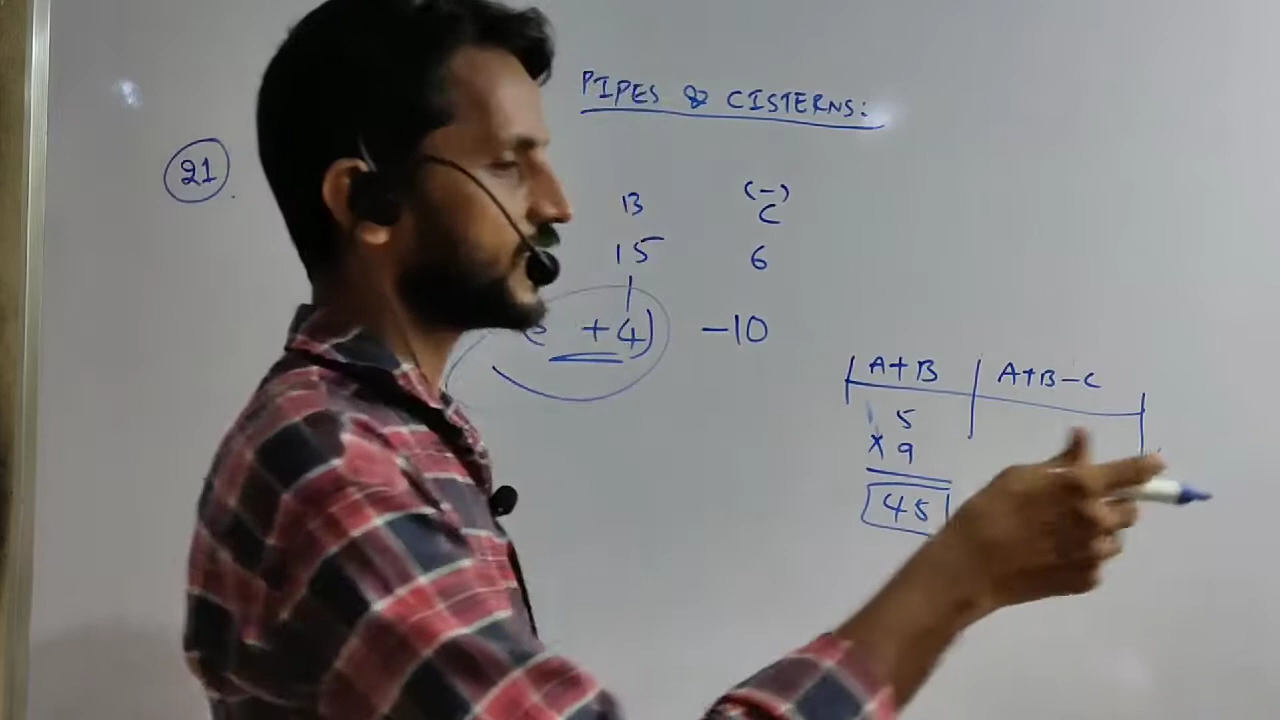 PIPES & CISTERNS:
21
B (-) C
15 6
+4) -10
A+B A+B-C
5
× 9
45